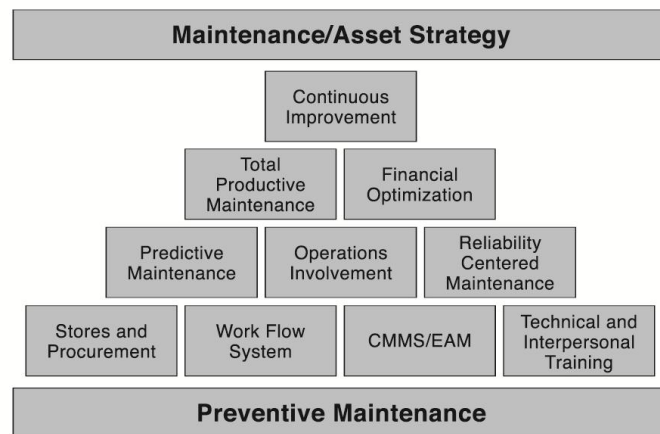 Maintenance/Asset Strategy
Continuous
Improvement
Total
Productive
Maintenance
Financial
Optimization
Predictive
Maintenance
Operations
Involvement
Reliability
Centered
Maintenance
Stores and
Procurement
Work Flow
System
CMMS/EAM
Technical and
Interpersonal
Training
Preventive Maintenance